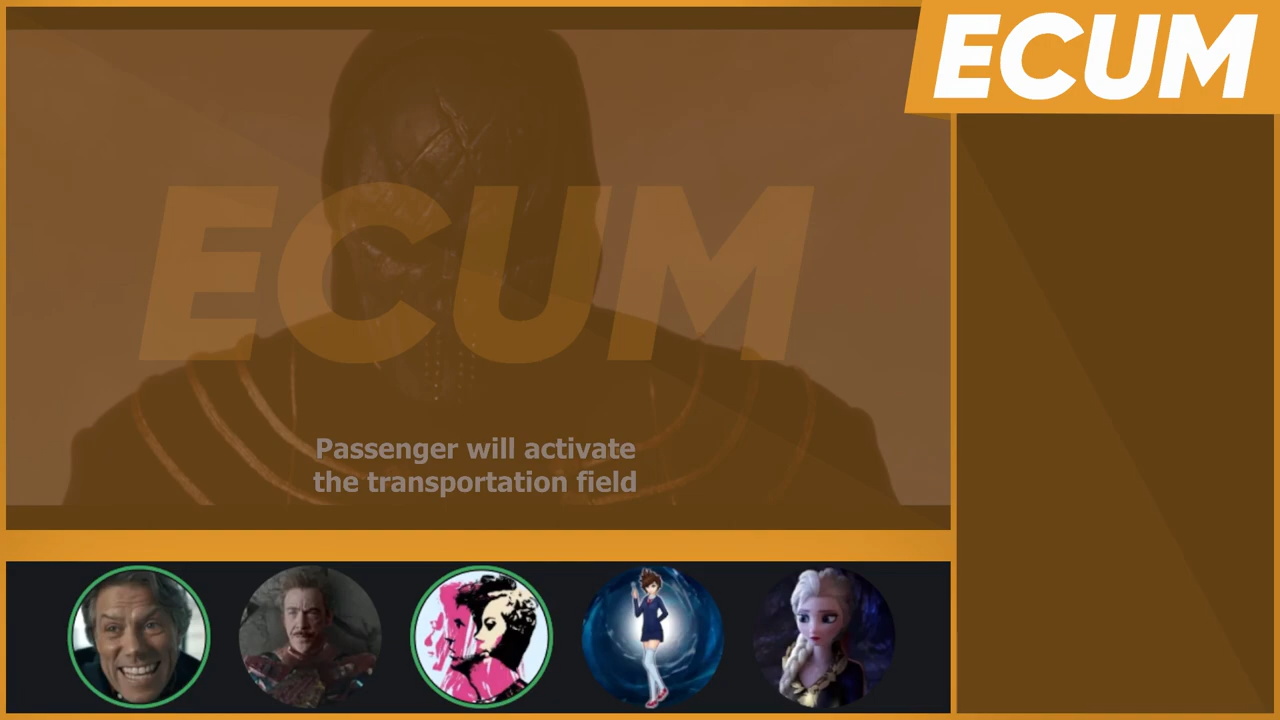 ECUM
ECUM
Passenger will activate
the transportation field